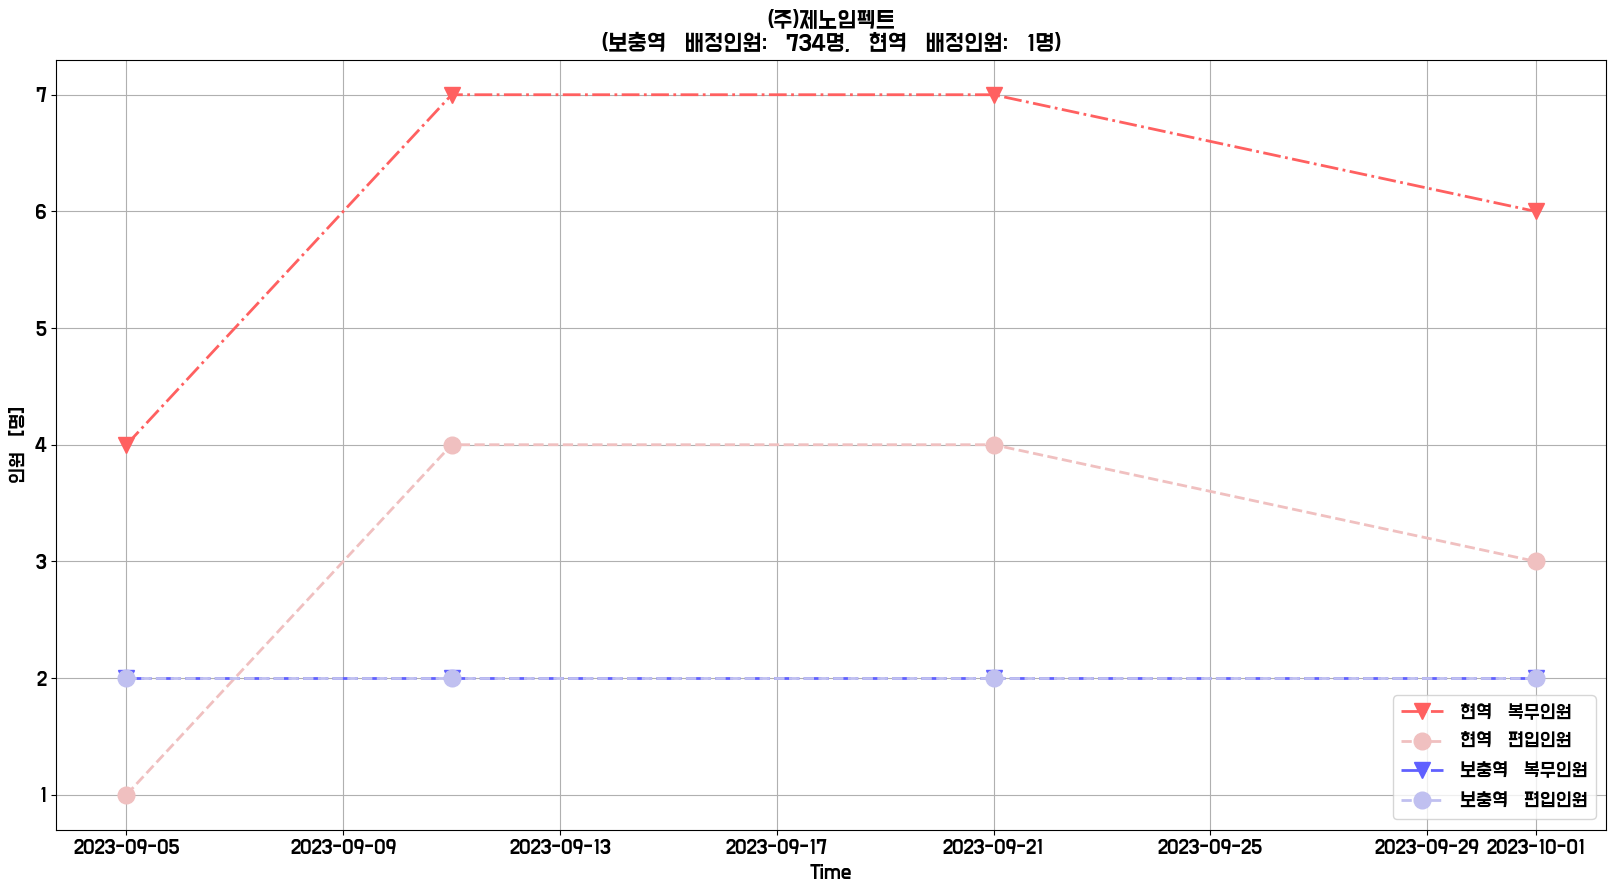 (주)제노임팩트
(보충역 배정인원: 734명, 현역 배정인원: 1명)
7
6
5
4
3
2
1
인원 [명]
현역 복무인원
현역 편입인원
보충역 복무인원
보충역 편입인원
2023-09-05 2023-09-09 2023-09-13 2023-09-17 2023-09-21 2023-09-25 2023-09-29 2023-10-01
Time